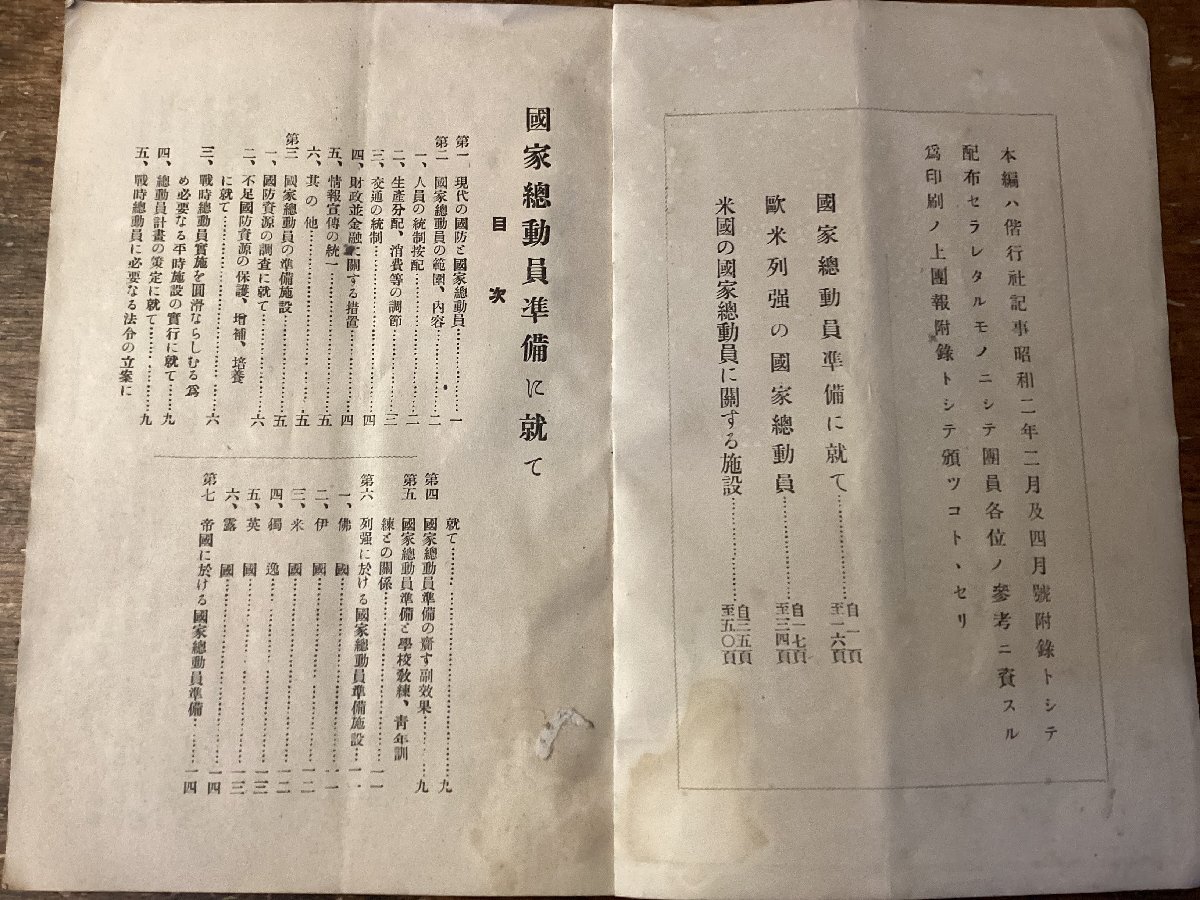 本編ハ偕行社記事昭和二年二月及四月號附錄トシテ
配布セラレタルモノニシテ團員各位ノ參考ニ資スル
爲印刷ノ上團報附錄トシテ頒ツコトヽセリ
國家總動員準備に就て…………自一頁至一六頁
歐米列强の國家總動員…………自一七頁至三四頁
米國の國家總動員に關する施設…………自三五頁至五〇頁
國家總動員準備に就て
目次
第一 現代の國防と國家總動員…………一
第二 國家總動員の範圍、內容…………二
一、人員の統制按配…………二
二、生產分配、消費等の調節…………三
三、交通の統制…………四
四、財政並金融に關する措置…………四
五、情報宣傳の統一…………五
六、其の他…………五
第三 國家總動員の準備施設…………五
一、國防資源の調査に就て…………六
二、不足國防資源の保護、增補、培養
に就て…………六
三、戰時總動員實施を圓滑ならしむる爲
め必要なる平時施設の實行に就て…………九
四、總動員計畫の策定に就て…………九
五、戰時總動員に必要なる法令の立案に
就て…………九
第四 國家總動員準備の齎す副效果…………九
第五 國家總動員準備と學校敎練、靑年訓
練との關係…………一一
第六 列强に於ける國家總動員準備施設…………一一
一、佛國…………一一
二、伊國…………一二
三、米國…………一二
四、獨逸…………一三
五、英國…………一三
六、露國…………一四
第七 帝國に於ける國家總動員準備…………一四